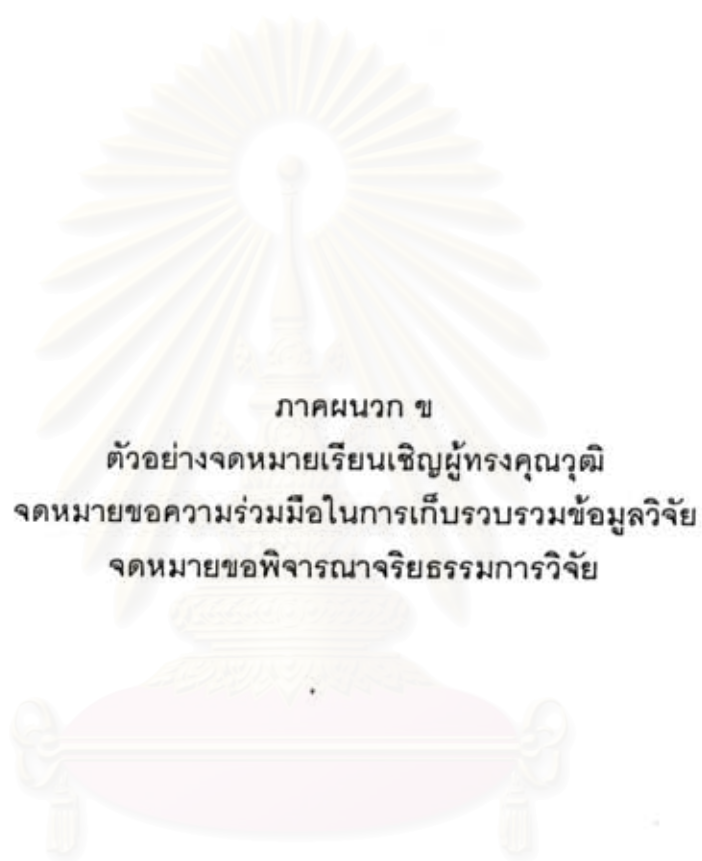 ภาคผนวก ข
ตัวอย่างจดหมายเรียนเชิญผู้ทรงคุณวุฒิ
จดหมายขอความร่วมมือในการเก็บรวบรวมข้อมูลวิจัย
จดหมายขอพิจารณาจริยธรรมการวิจัย